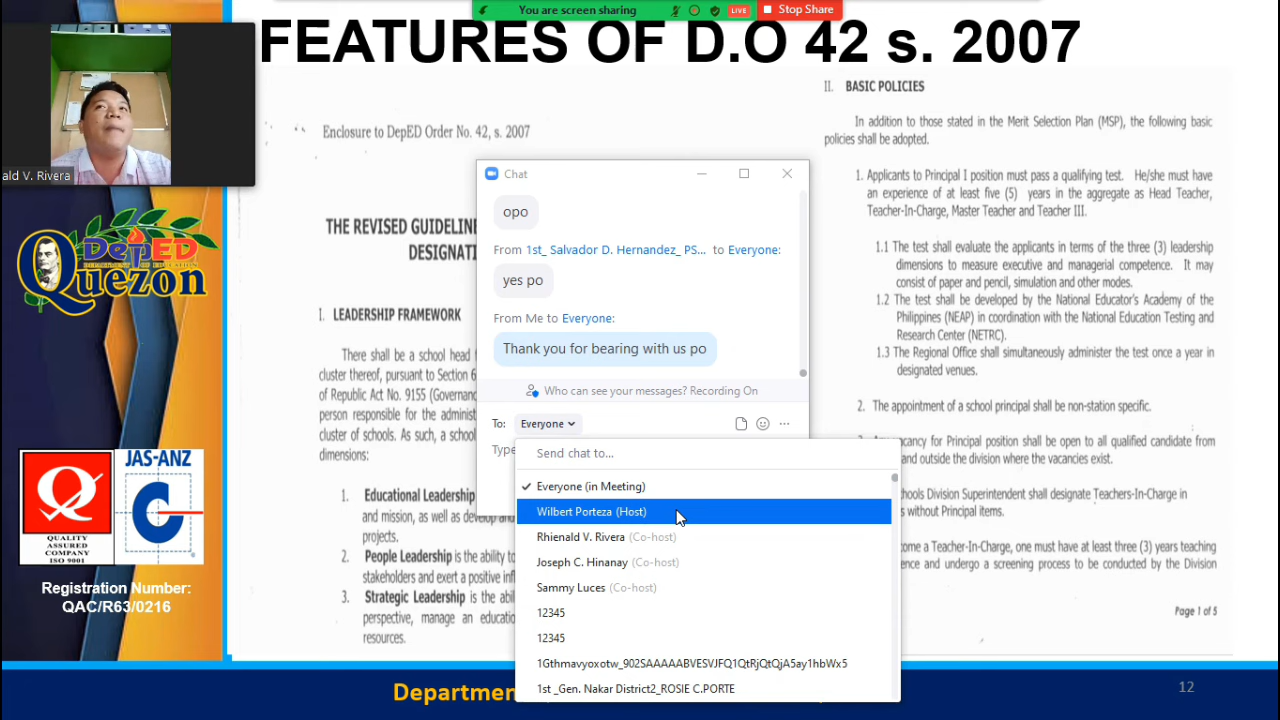 You are screen sharing
LIVE
Stop Share
FEATURES OF D.O 42 s. 2007
ald V. Rivera
DepED
DEPARTMENT OF EDUCATION
Quezon
QUALITY
ASSURED
COMPANY
ISO 9001
JAS-ANZ
Registration Number:
QAC/R63/0216
Enclosure to DepED Order No. 42, s. 2007
THE REVISED GUIDELINE
DESIGNATI
I. LEADERSHIP FRAMEWORK
There shall be a school head
cluster thereof, pursuant to Section 6
of Republic Act No. 9155 (Governanc
person responsible for the administ
cluster of schools. As such, a school
dimensions:
1. Educational Leadership
and mission, as well as develop and
projects.
2. People Leadership is the ability to
stakeholders and exert a positive inf
3. Strategic Leadership is the abil
perspective, manage an educatio
resources.
II. BASIC POLICIES
In addition to those stated in the Merit Selection Plan (MSP), the following basic
policies shall be adopted.
1. Applicants to Principal I position must pass a qualifying test. He/she must have
an experience of at least five (5) years in the aggregate as Head Teacher,
Teacher-In-Charge, Master Teacher and Teacher III.
1.1 The test shall evaluate the applicants in terms of the three (3) leadership
dimensions to measure executive and managerial competence. It may
consist of paper and pencil, simulation and other modes.
1.2 The test shall be developed by the National Educator's Academy of the
Philippines (NEAP) in coordination with the National Education Testing and
Research Center (NETRC).
1.3 The Regional Office shall simultaneously administer the test once a year in
designated venues.
2. The appointment of a school principal shall be non-station specific.
acancy for Principal position shall be open to all qualified candidate from
and outside the division where the vacancies exist.
hools Division Superintendent shall designate Teachers-In-Charge in
s without Principal items.
come a Teacher-In-Charge, one must have at least three (3) years teaching
ence and undergo a screening process to be conducted by the Division
Page 1 of 5
Chat
opo
From 1st_ Salvador D. Hernandez_ PS... to Everyone:
yes po
From Me to Everyone:
Thank you for bearing with us po
Who can see your messages? Recording On
To: Everyone
Type
Send chat to...
Everyone (in Meeting)
Wilbert Porteza (Host)
Rhienald V. Rivera (Co-host)
Joseph C. Hinanay (Co-host)
Sammy Luces (Co-host)
12345
12345
1Gthmavyoxotw_902SAAAAABVESVJFQ1QtRjQtQjA5ay1hbWx5
1st _Gen. Nakar District2_ROSIE C.PORTE
Departmen
12